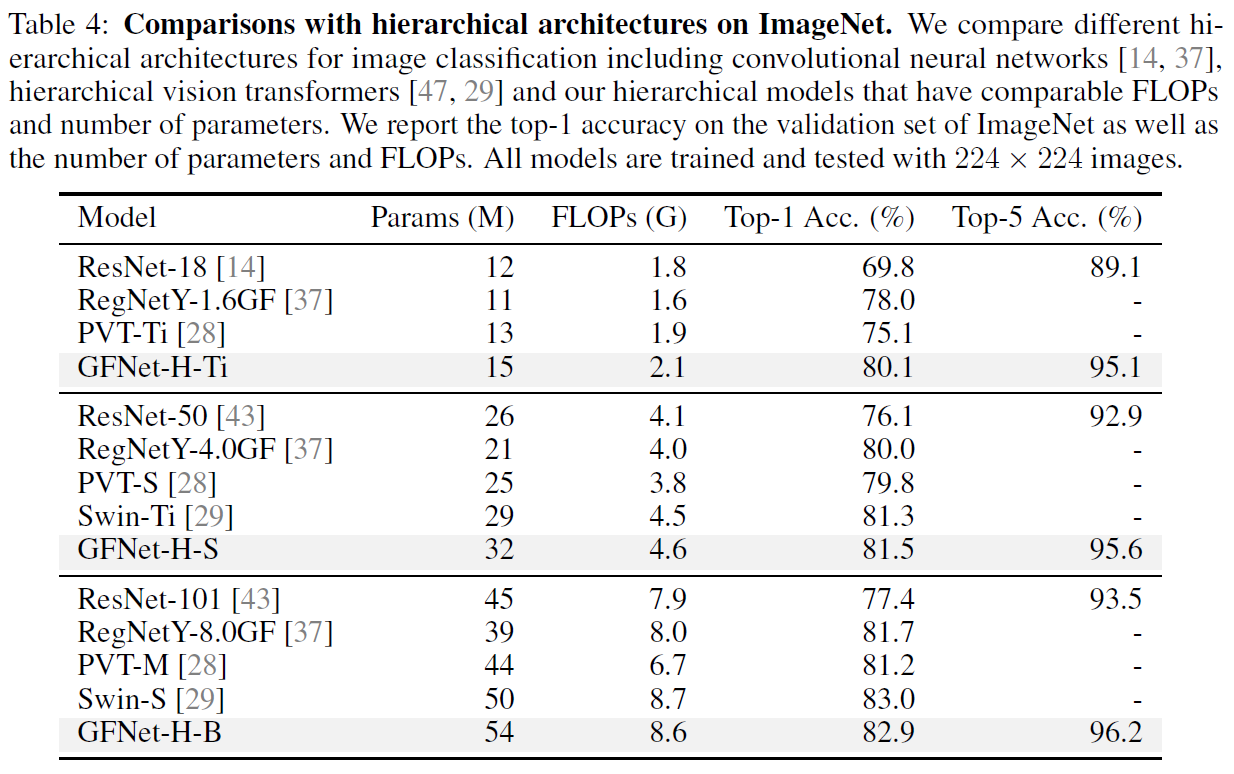 Table 4: Comparisons with hierarchical architectures on ImageNet. We compare different hi-
erarchical architectures for image classification including convolutional neural networks [14, 37],
hierarchical vision transformers [47, 29] and our hierarchical models that have comparable FLOPs
and number of parameters. We report the top-1 accuracy on the validation set of ImageNet as well as
the number of parameters and FLOPs. All models are trained and tested with 224 × 224 images.
Model Params (M) FLOPs (G) Top-1 Acc. (%) Top-5 Acc. (%)
ResNet-18 [14] 12 1.8 69.8 89.1
RegNetY-1.6GF [37] 11 1.6 78.0 -
PVT-Ti [28] 13 1.9 75.1 -
GFNet-H-Ti 15 2.1 80.1 95.1
ResNet-50 [43] 26 4.1 76.1 92.9
RegNetY-4.0GF [37] 21 4.0 80.0 -
PVT-S [28] 25 3.8 79.8 -
Swin-Ti [29] 29 4.5 81.3 -
GFNet-H-S 32 4.6 81.5 95.6
ResNet-101 [43] 45 7.9 77.4 93.5
RegNetY-8.0GF [37] 39 8.0 81.7 -
PVT-M [28] 44 6.7 81.2 -
Swin-S [29] 50 8.7 83.0 -
GFNet-H-B 54 8.6 82.9 96.2